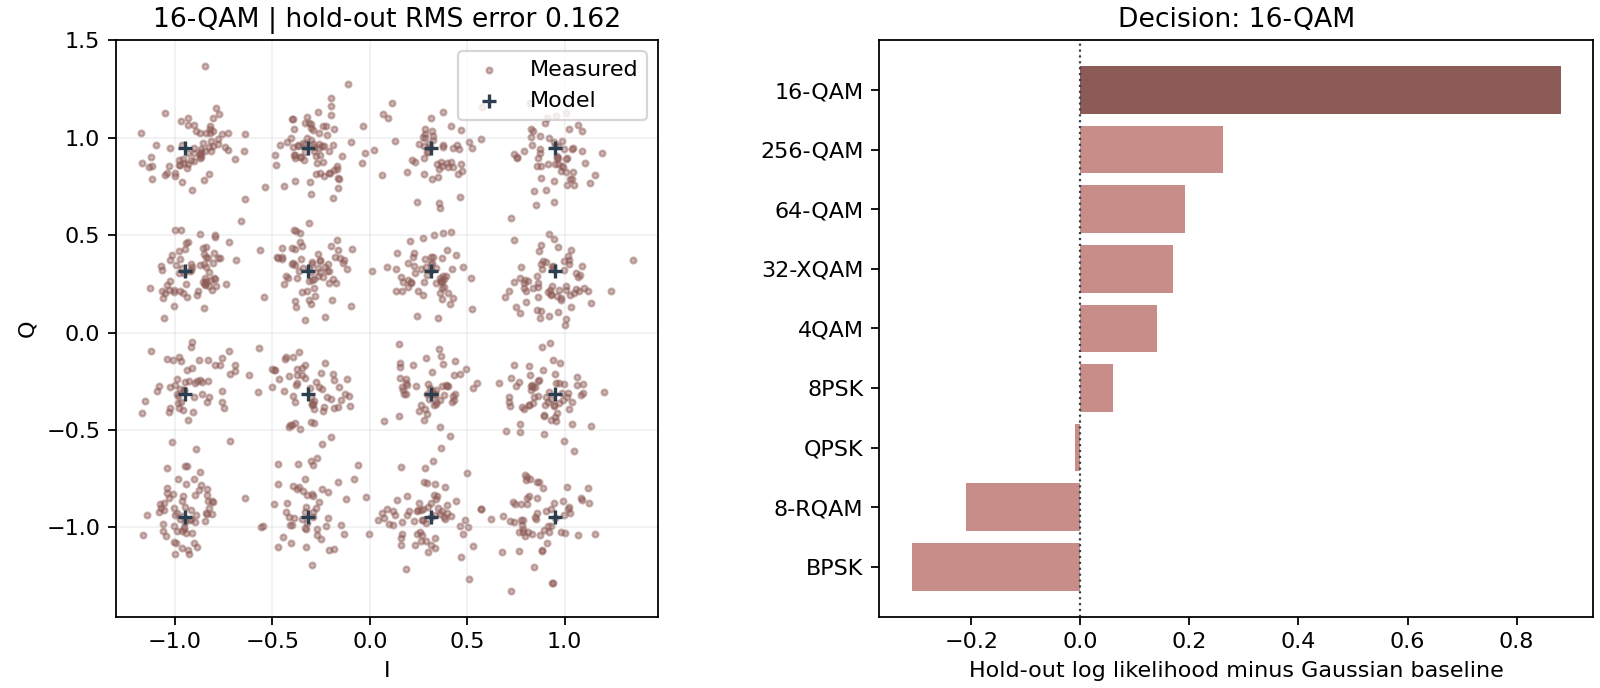 16-QAM | hold-out RMS error 0.162
Measured
Model
1.5
1.0
0.5
0.0
−0.5
−1.0
Q
−1.0
−0.5
0.0
0.5
1.0
I
Decision: 16-QAM
16-QAM
256-QAM
64-QAM
32-XQAM
4QAM
8PSK
QPSK
8-RQAM
BPSK
−0.2
0.0
0.2
0.4
0.6
0.8
Hold-out log likelihood minus Gaussian baseline